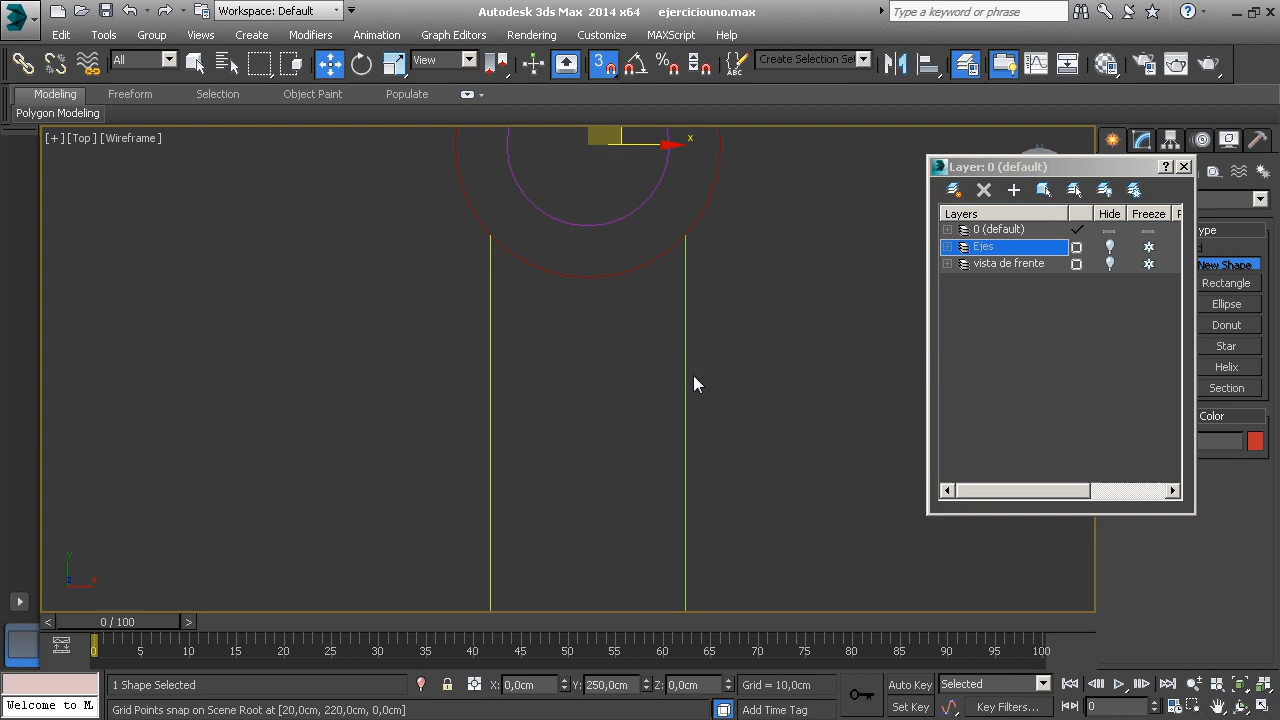 Workspace: Default
Autodesk 3ds Max 2014 x64 ejerciciouno.max
Type a keyword or phrase
Edit Tools Group Views Create Modifiers Animation Graph Editors Rendering Customize MAXScript Help
All
View
3
Create Selection Se
Modeling Freeform Selection Object Paint Populate
Polygon Modeling
[+] [Top] [Wireframe]
x
Layer: 0 (default)
Layers Hide Freeze
0 (default)
Ejes
vista de frente
ype
New Shape
Rectangle
Ellipse
Donut
Star
Helix
Section
Color
y
z x
0 / 100
0 5 10 15 20 25 30 35 40 45 50 55 60 65 70 75 80 85 90 95 100
1 Shape Selected
X: 0,0cm Y: 250,0cm Z: 0,0cm
Grid = 10,0cm
Auto Key Selected
Welcome to M
Grid Points snap on Scene Root at [20,0cm, 220,0cm, 0,0cm]
Add Time Tag
Set Key Key Filters...
0